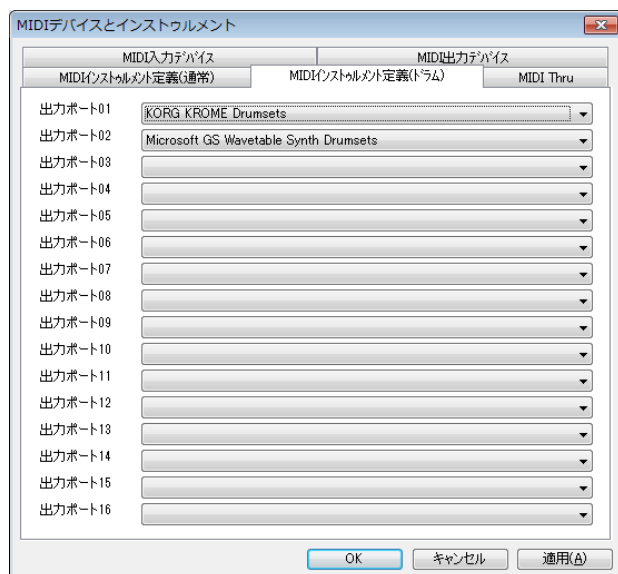 MIDIデバイスとインストゥルメント
MIDI入力ﾃﾞﾊﾞｲｽ
MIDI出力ﾃﾞﾊﾞｲｽ
MIDIｲﾝｽﾄｩﾙﾒﾝﾄ定義(通常)
MIDIｲﾝｽﾄｩﾙﾒﾝﾄ定義(ﾄﾞﾗﾑ)
MIDI Thru
出力ポート01
KORG KROME Drumsets
出力ポート02
Microsoft GS Wavetable Synth Drumsets
出力ポート03
出力ポート04
出力ポート05
出力ポート06
出力ポート07
出力ポート08
出力ポート09
出力ポート10
出力ポート11
出力ポート12
出力ポート13
出力ポート14
出力ポート15
出力ポート16
OK
キャンセル
適用(A)